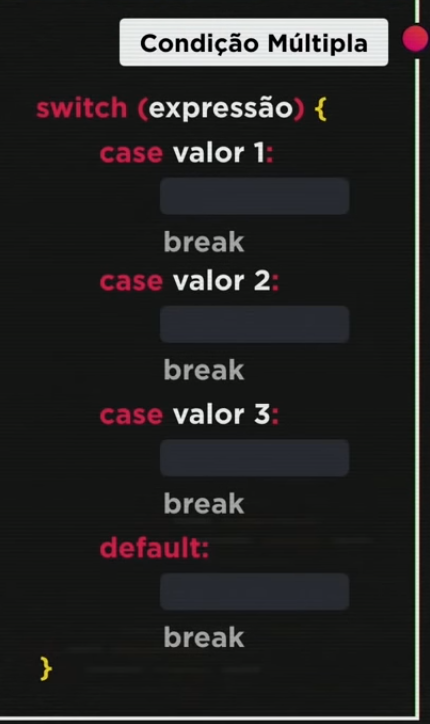 Condição Múltipla
switch (expressão) {
case valor 1:
break
case valor 2:
break
case valor 3:
break
default:
break
}